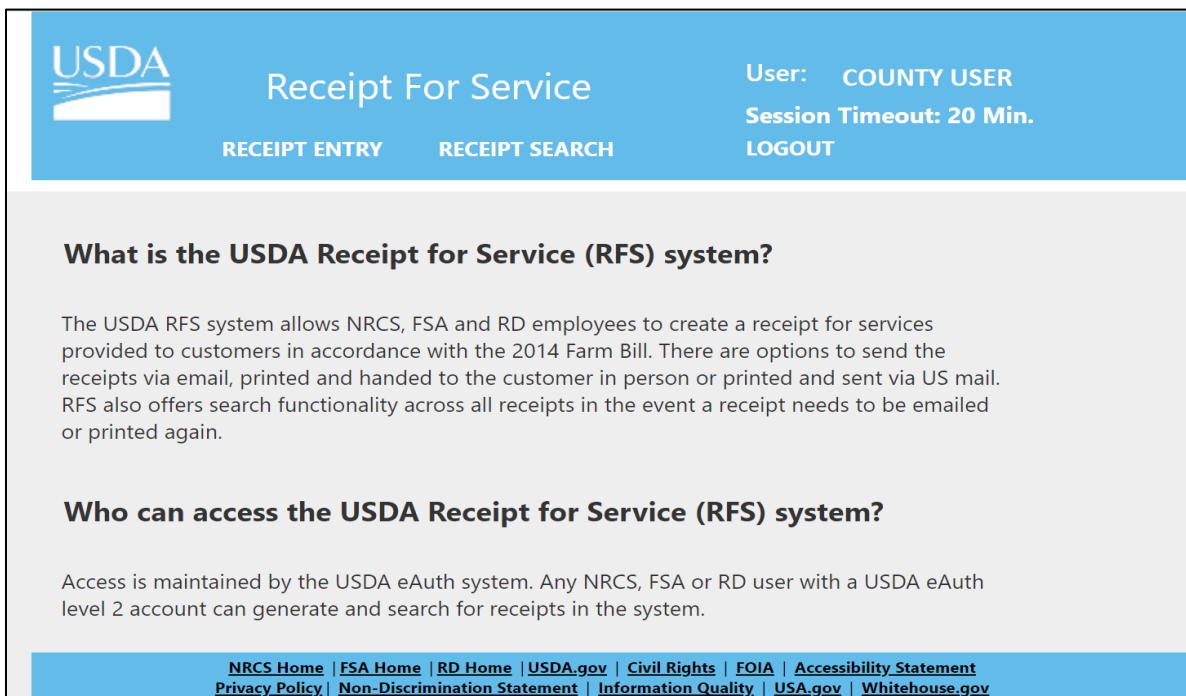 USDA
Receipt For Service
User: COUNTY USER
Session Timeout: 20 Min.
RECEIPT ENTRY RECEIPT SEARCH LOGOUT
What is the USDA Receipt for Service (RFS) system?
The USDA RFS system allows NRCS, FSA and RD employees to create a receipt for services
provided to customers in accordance with the 2014 Farm Bill. There are options to send the
receipts via email, printed and handed to the customer in person or printed and sent via US mail.
RFS also offers search functionality across all receipts in the event a receipt needs to be emailed
or printed again.
Who can access the USDA Receipt for Service (RFS) system?
Access is maintained by the USDA eAuth system. Any NRCS, FSA or RD user with a USDA eAuth
level 2 account can generate and search for receipts in the system.
NRCS Home | FSA Home | RD Home | USDA.gov | Civil Rights | FOIA | Accessibility Statement
Privacy Policy | Non-Discrimination Statement | Information Quality | USA.gov | Whitehouse.gov